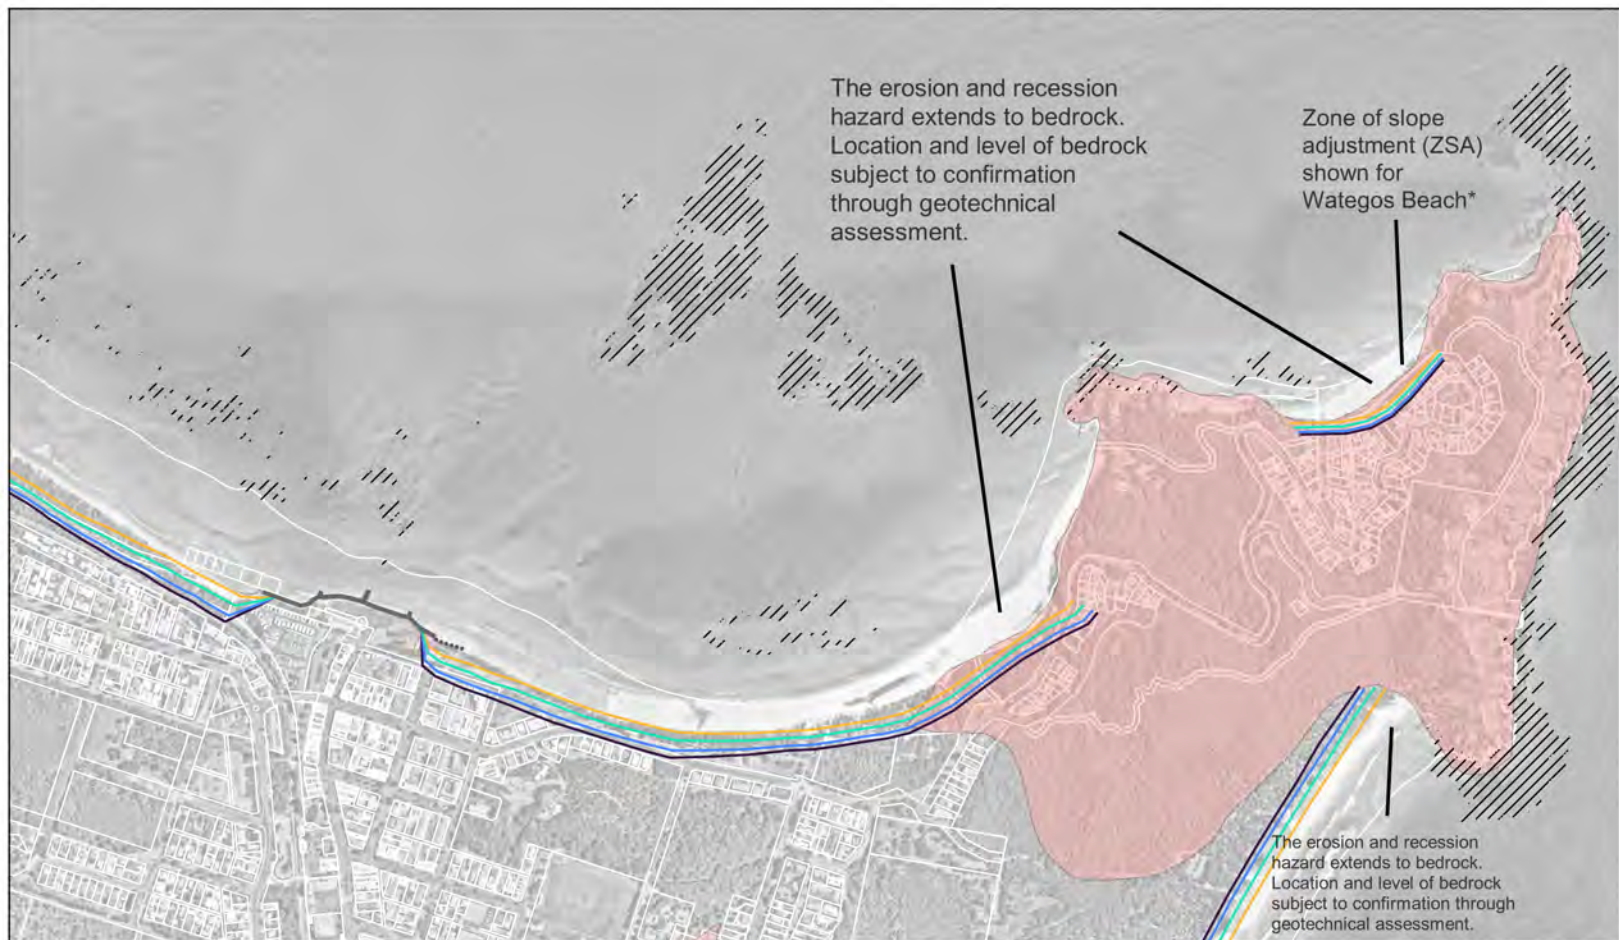 The erosion and recession
hazard extends to bedrock.
Location and level of bedrock
subject to confirmation
through geotechnical
assessment.
Zone of slope
adjustment (ZSA)
shown for
Wategos Beach*
The erosion and recession
hazard extends to bedrock.
Location and level of bedrock
subject to confirmation through
geotechnical assessment.